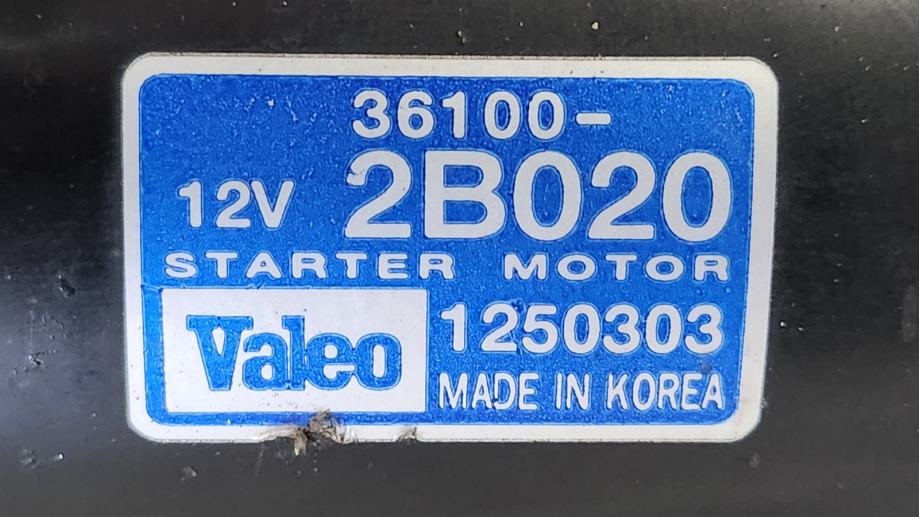 36100-
12V 2B020
STARTER MOTOR
Valeo 1250303
MADE IN KOREA